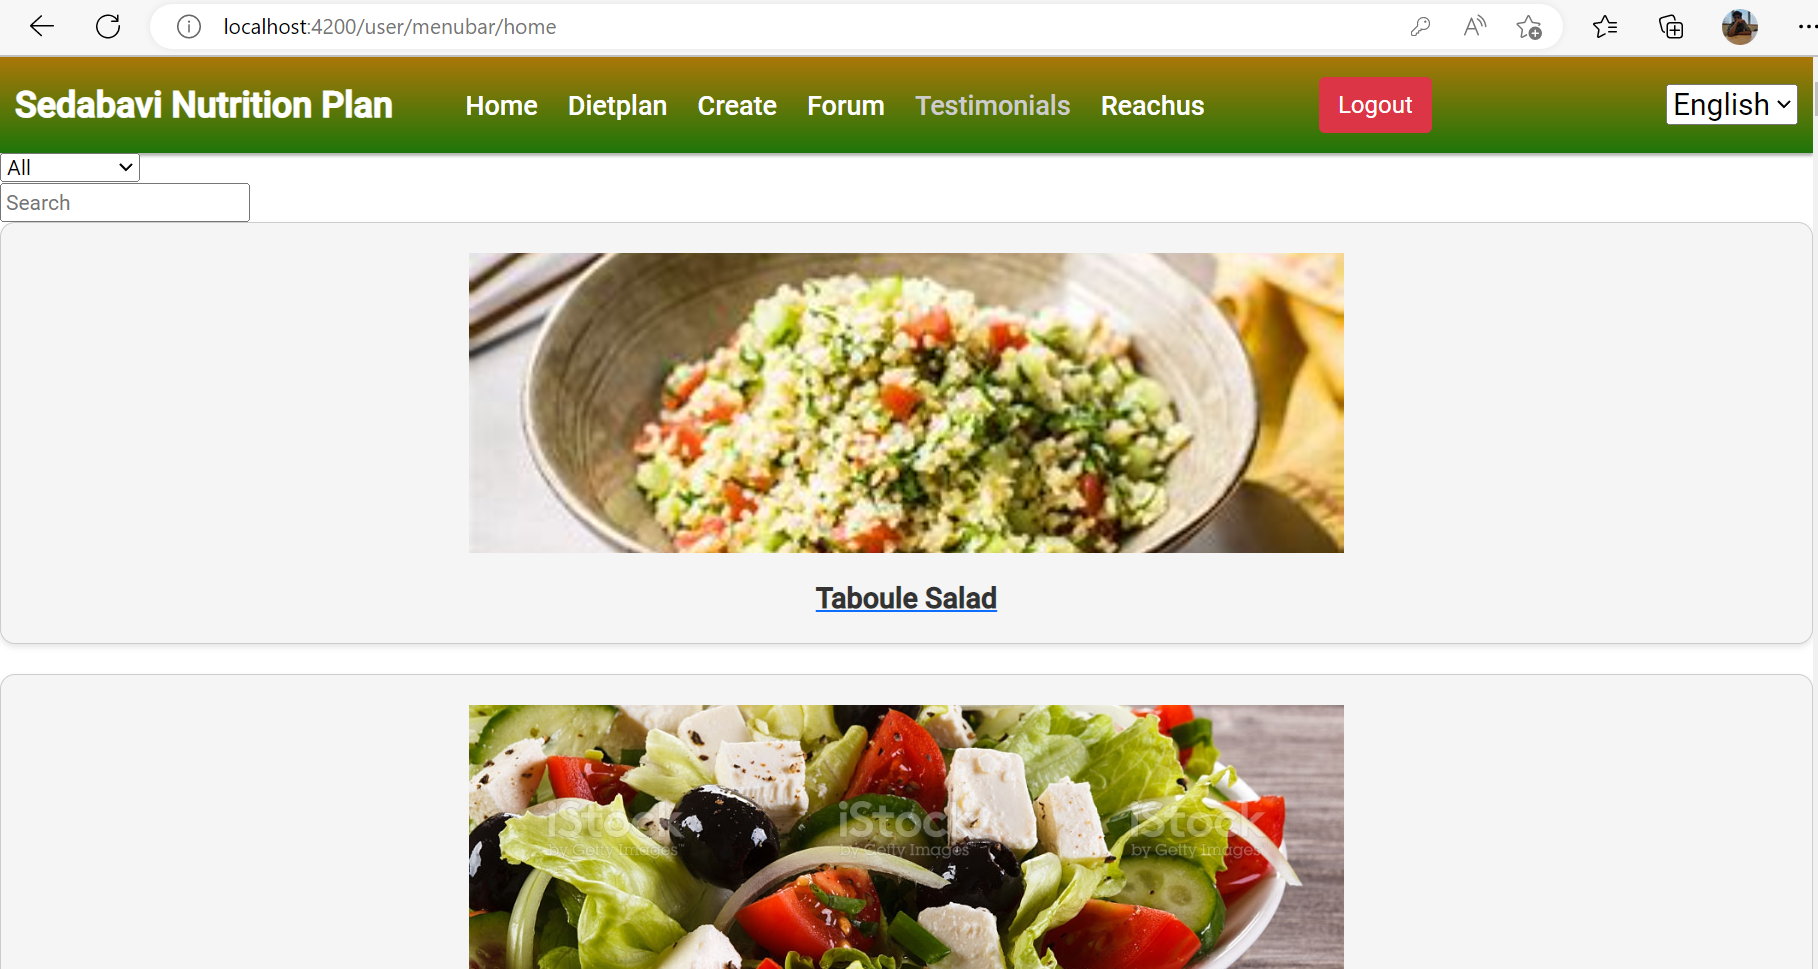 localhost:4200/user/menubar/home
Sedabavi Nutrition Plan Home Dietplan Create Forum Testimonials Reachus Logout English
All
Search
Taboule Salad
iStock iStock iStock
by Getty Images™ by Getty Images by Getty Images